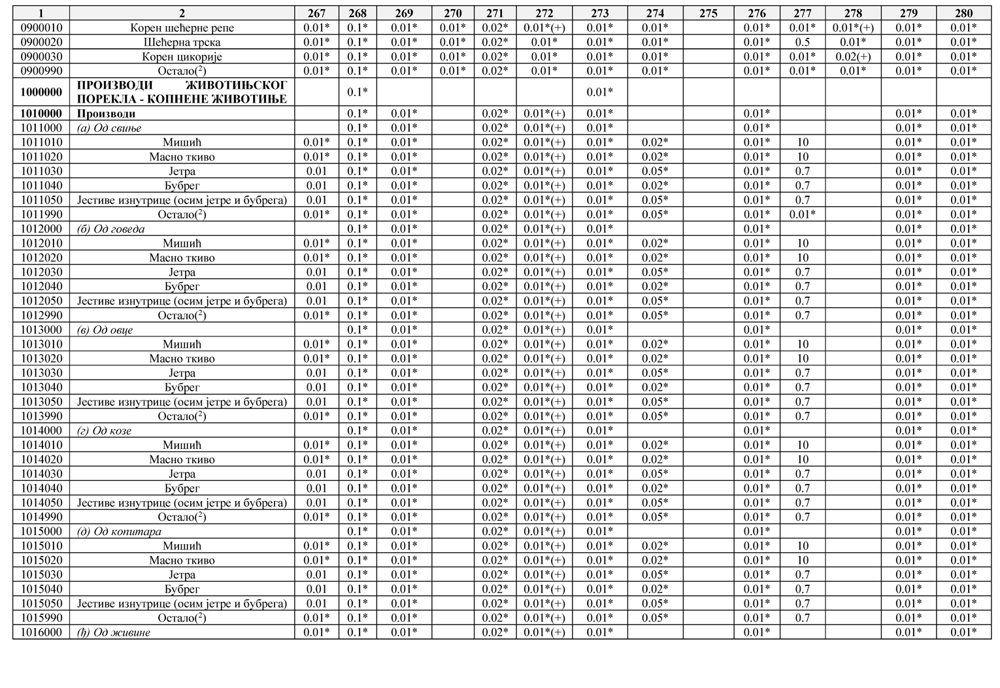 1 2 267 268 269 270 271 272 273 274 275 276 277 278 279 280
0900010 Корен шећерне репе 0.01* 0.1* 0.01* 0.01* 0.02* 0.01*(+) 0.01* 0.01* 0.01* 0.01* 0.01*(+) 0.01* 0.01*
0900020 Шећерна трска 0.01* 0.1* 0.01* 0.01* 0.02* 0.01* 0.01* 0.01* 0.01* 0.5 0.01* 0.01* 0.01*
0900030 Корен цикорије 0.01* 0.1* 0.01* 0.01* 0.02* 0.01* 0.01* 0.01* 0.01* 0.01* 0.02(+) 0.01* 0.01*
0900990 Остало(2) 0.01* 0.1* 0.01* 0.01* 0.02* 0.01* 0.01* 0.01* 0.01* 0.01* 0.01* 0.01* 0.01*
1000000 ПРОИЗВОДИ ЖИВОТИЊСКОГ
ПОРЕКЛА - КОПНЕНЕ ЖИВОТИЊЕ 0.1* 0.01*
1010000 Производи 0.1* 0.01* 0.02* 0.01*(+) 0.01* 0.01* 0.01* 0.01*
1011000 (а) Од свиње 0.1* 0.01* 0.02* 0.01*(+) 0.01* 0.01* 0.01* 0.01*
1011010 Мишић 0.01* 0.1* 0.01* 0.02* 0.01*(+) 0.01* 0.02* 0.01* 10 0.01* 0.01*
1011020 Масно ткиво 0.01* 0.1* 0.01* 0.02* 0.01*(+) 0.01* 0.02* 0.01* 10 0.01* 0.01*
1011030 Јетра 0.01 0.1* 0.01* 0.02* 0.01*(+) 0.01* 0.05* 0.01* 0.7 0.01* 0.01*
1011040 Бубрег 0.01 0.1* 0.01* 0.02* 0.01*(+) 0.01* 0.02* 0.01* 0.7 0.01* 0.01*
1011050 Јестиве изнутрице (осим јетре и бубрега) 0.01 0.1* 0.01* 0.02* 0.01*(+) 0.01* 0.05* 0.01* 0.7 0.01* 0.01*
1011990 Остало(2) 0.01* 0.1* 0.01* 0.02* 0.01*(+) 0.01* 0.05* 0.01* 0.01* 0.01* 0.01*
1012000 (б) Од говеда 0.1* 0.01* 0.02* 0.01*(+) 0.01* 0.01* 0.01* 0.01*
1012010 Мишић 0.01* 0.1* 0.01* 0.02* 0.01*(+) 0.01* 0.02* 0.01* 10 0.01* 0.01*
1012020 Масно ткиво 0.01* 0.1* 0.01* 0.02* 0.01*(+) 0.01* 0.02* 0.01* 10 0.01* 0.01*
1012030 Јетра 0.01 0.1* 0.01* 0.02* 0.01*(+) 0.01* 0.05* 0.01* 0.7 0.01* 0.01*
1012040 Бубрег 0.01 0.1* 0.01* 0.02* 0.01*(+) 0.01* 0.02* 0.01* 0.7 0.01* 0.01*
1012050 Јестиве изнутрице (осим јетре и бубрега) 0.01 0.1* 0.01* 0.02* 0.01*(+) 0.01* 0.05* 0.01* 0.7 0.01* 0.01*
1012990 Остало(2) 0.01* 0.1* 0.01* 0.02* 0.01*(+) 0.01* 0.05* 0.01* 0.7 0.01* 0.01*
1013000 (в) Од овце 0.1* 0.01* 0.02* 0.01*(+) 0.01* 0.01* 0.01* 0.01*
1013010 Мишић 0.01* 0.1* 0.01* 0.02* 0.01*(+) 0.01* 0.02* 0.01* 10 0.01* 0.01*
1013020 Масно ткиво 0.01* 0.1* 0.01* 0.02* 0.01*(+) 0.01* 0.02* 0.01* 10 0.01* 0.01*
1013030 Јетра 0.01 0.1* 0.01* 0.02* 0.01*(+) 0.01* 0.05* 0.01* 0.7 0.01* 0.01*
1013040 Бубрег 0.01 0.1* 0.01* 0.02* 0.01*(+) 0.01* 0.02* 0.01* 0.7 0.01* 0.01*
1013050 Јестиве изнутрице (осим јетре и бубрега) 0.01 0.1* 0.01* 0.02* 0.01*(+) 0.01* 0.05* 0.01* 0.7 0.01* 0.01*
1013990 Остало(2) 0.01* 0.1* 0.01* 0.02* 0.01*(+) 0.01* 0.05* 0.01* 0.7 0.01* 0.01*
1014000 (г) Од козе 0.1* 0.01* 0.02* 0.01*(+) 0.01* 0.01* 0.01* 0.01*
1014010 Мишић 0.01* 0.1* 0.01* 0.02* 0.01*(+) 0.01* 0.02* 0.01* 10 0.01* 0.01*
1014020 Масно ткиво 0.01* 0.1* 0.01* 0.02* 0.01*(+) 0.01* 0.02* 0.01* 10 0.01* 0.01*
1014030 Јетра 0.01 0.1* 0.01* 0.02* 0.01*(+) 0.01* 0.05* 0.01* 0.7 0.01* 0.01*
1014040 Бубрег 0.01 0.1* 0.01* 0.02* 0.01*(+) 0.01* 0.02* 0.01* 0.7 0.01* 0.01*
1014050 Јестиве изнутрице (осим јетре и бубрега) 0.01 0.1* 0.01* 0.02* 0.01*(+) 0.01* 0.05* 0.01* 0.7 0.01* 0.01*
1014990 Остало(2) 0.01* 0.1* 0.01* 0.02* 0.01*(+) 0.01* 0.05* 0.01* 0.7 0.01* 0.01*
1015000 (д) Од копитара 0.1* 0.01* 0.02* 0.01*(+) 0.01* 0.01* 0.01* 0.01*
1015010 Мишић 0.01* 0.1* 0.01* 0.02* 0.01*(+) 0.01* 0.02* 0.01* 10 0.01* 0.01*
1015020 Масно ткиво 0.01* 0.1* 0.01* 0.02* 0.01*(+) 0.01* 0.02* 0.01* 10 0.01* 0.01*
1015030 Јетра 0.01 0.1* 0.01* 0.02* 0.01*(+) 0.01* 0.05* 0.01* 0.7 0.01* 0.01*
1015040 Бубрег 0.01 0.1* 0.01* 0.02* 0.01*(+) 0.01* 0.02* 0.01* 0.7 0.01* 0.01*
1015050 Јестиве изнутрице (осим јетре и бубрега) 0.01 0.1* 0.01* 0.02* 0.01*(+) 0.01* 0.05* 0.01* 0.7 0.01* 0.01*
1015990 Остало(2) 0.01* 0.1* 0.01* 0.02* 0.01*(+) 0.01* 0.05* 0.01* 0.7 0.01* 0.01*
1016000 (ђ) Од живине 0.01* 0.1* 0.01* 0.02* 0.01*(+) 0.01* 0.01* 0.01* 0.01*